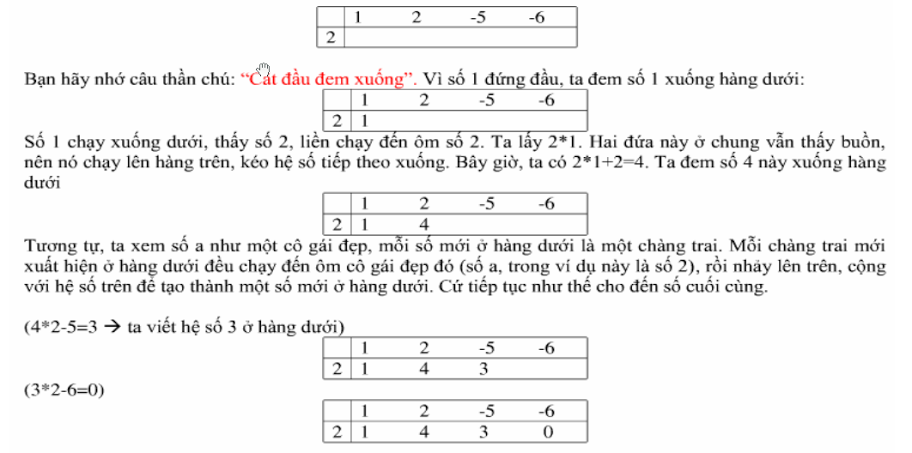 1 2 -5 -6
2
Bạn hãy nhớ câu thần chú: “Cắt đầu đem xuống”. Vì số 1 đứng đầu, ta đem số 1 xuống hàng dưới:
1 2 -5 -6
2 1
Số 1 chạy xuống dưới, thấy số 2, liền chạy đến ôm số 2. Ta lấy 2*1. Hai đứa này ở chung vẫn thấy buồn,
nên nó chạy lên hàng trên, kéo hệ số tiếp theo xuống. Bây giờ, ta có 2*1+2=4. Ta đem số 4 này xuống hàng
dưới
1 2 -5 -6
2 1 4
Tương tự, ta xem số a như một cô gái đẹp, mỗi số mới ở hàng dưới là một chàng trai. Mỗi chàng trai mới
xuất hiện ở hàng dưới đều chạy đến ôm cô gái đẹp đó (số a, trong ví dụ này là số 2), rồi nhảy lên trên, cộng
với hệ số trên để tạo thành một số mới ở hàng dưới. Cứ tiếp tục như thế cho đến số cuối cùng.
(4*2-5=3 → ta viết hệ số 3 ở hàng dưới)
1 2 -5 -6
2 1 4 3
(3*2-6=0)
1 2 -5 -6
2 1 4 3 0